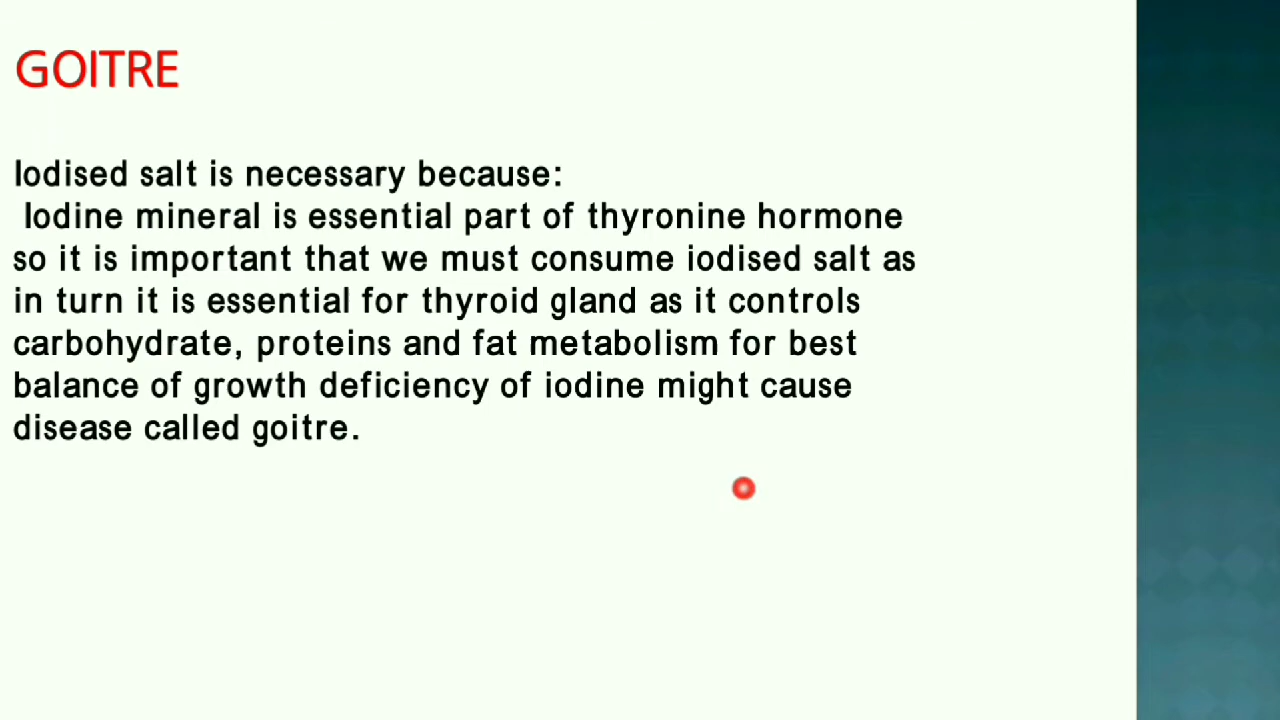 GOITRE
Iodised salt is necessary because:
Iodine mineral is essential part of thyronine hormone
so it is important that we must consume iodised salt as
in turn it is essential for thyroid gland as it controls
carbohydrate, proteins and fat metabolism for best
balance of growth deficiency of iodine might cause
disease called goitre.